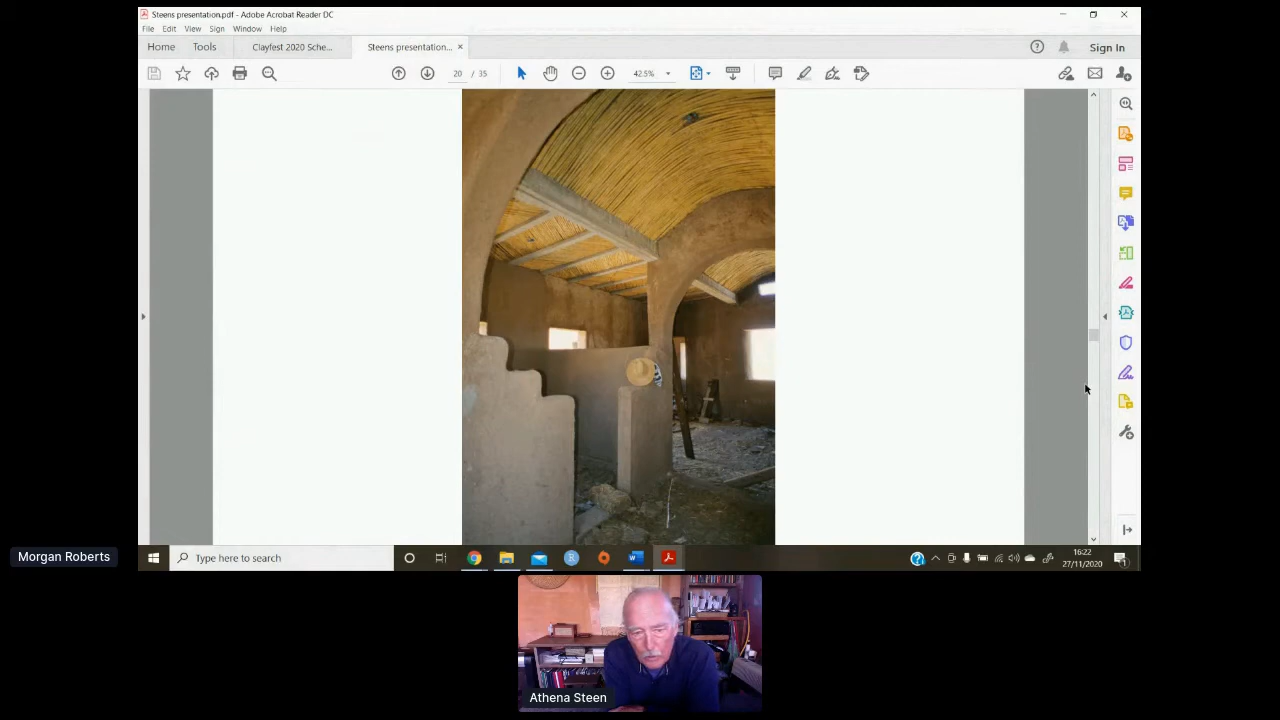 Steens presentation.pdf - Adobe Acrobat Reader DC
File Edit View Sign Window Help
Home Tools Clayfest 2020 Sche... Steens presentation... × Sign In
20 / 35 42.5%
Morgan Roberts
Type here to search
16:22
27/11/2020
Athena Steen